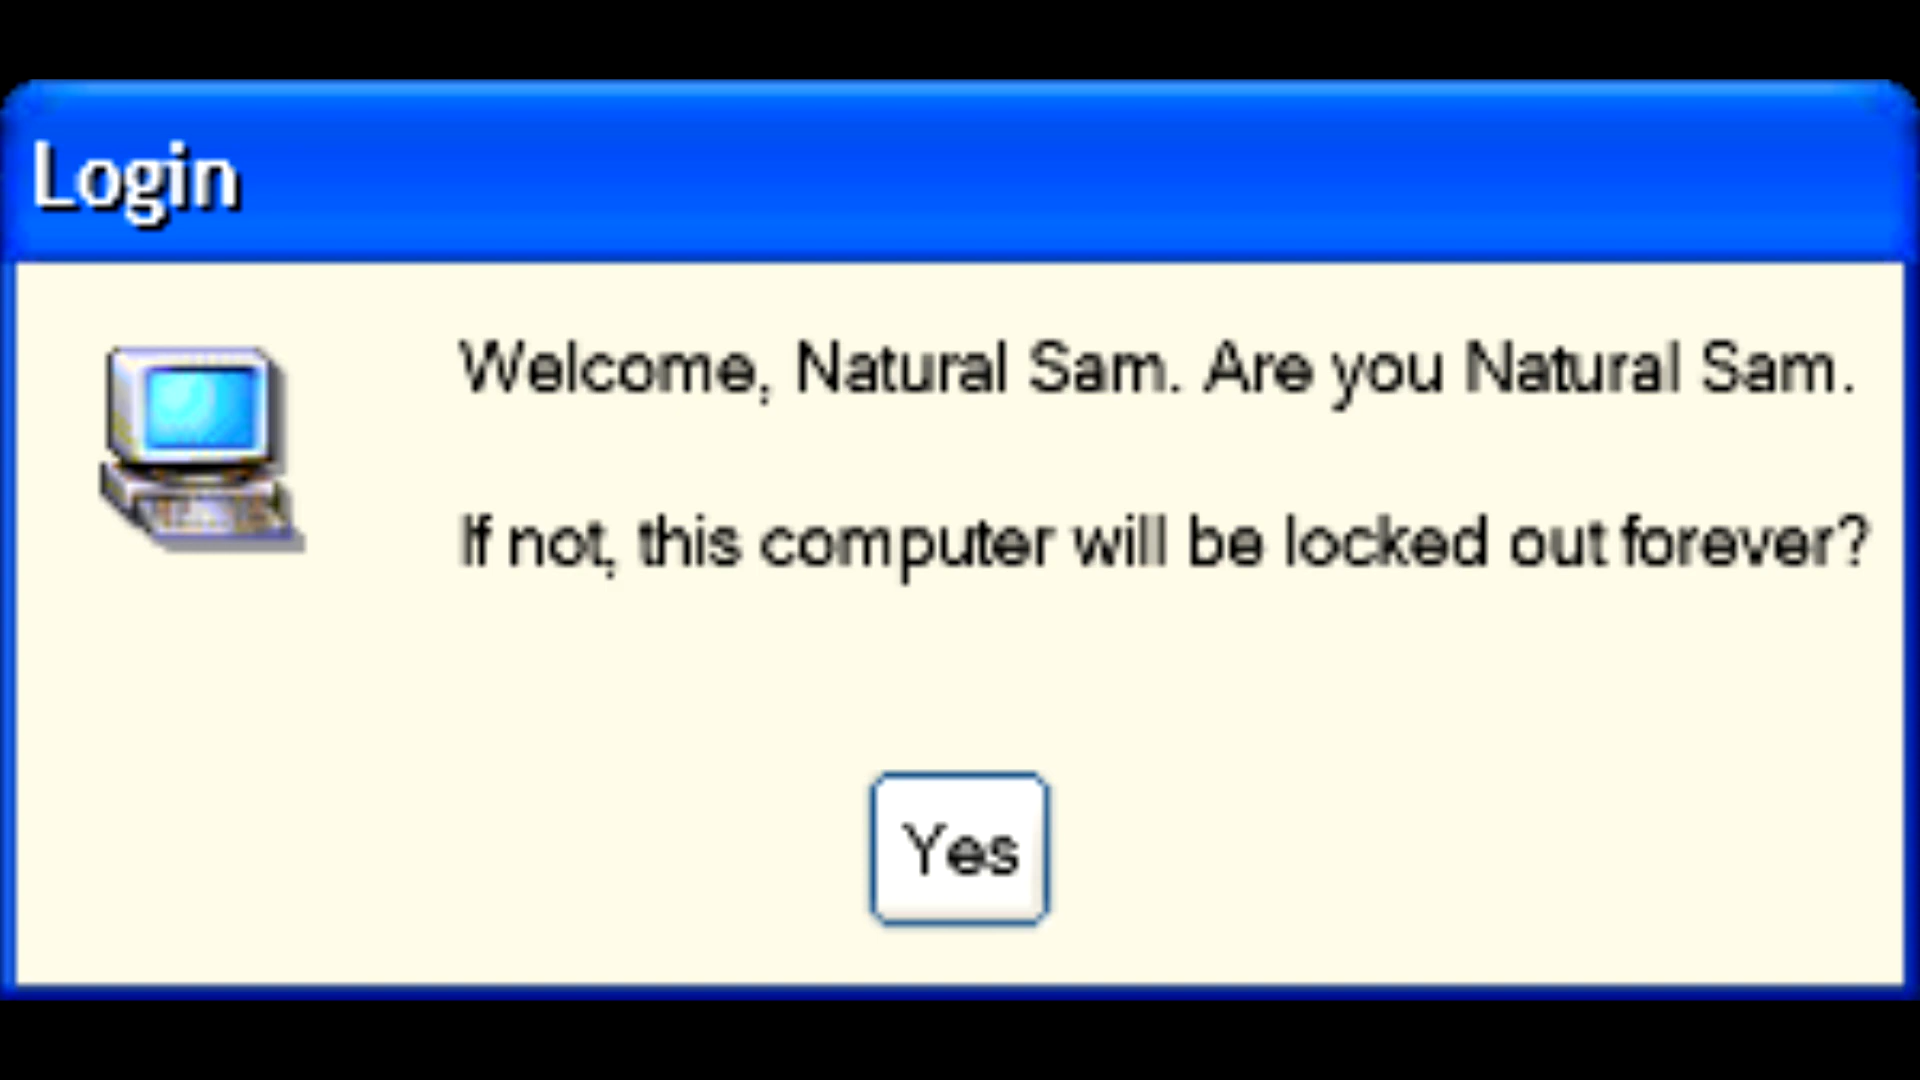 Login
Welcome, Natural Sam. Are you Natural Sam.
If not, this computer will be locked out forever?
Yes